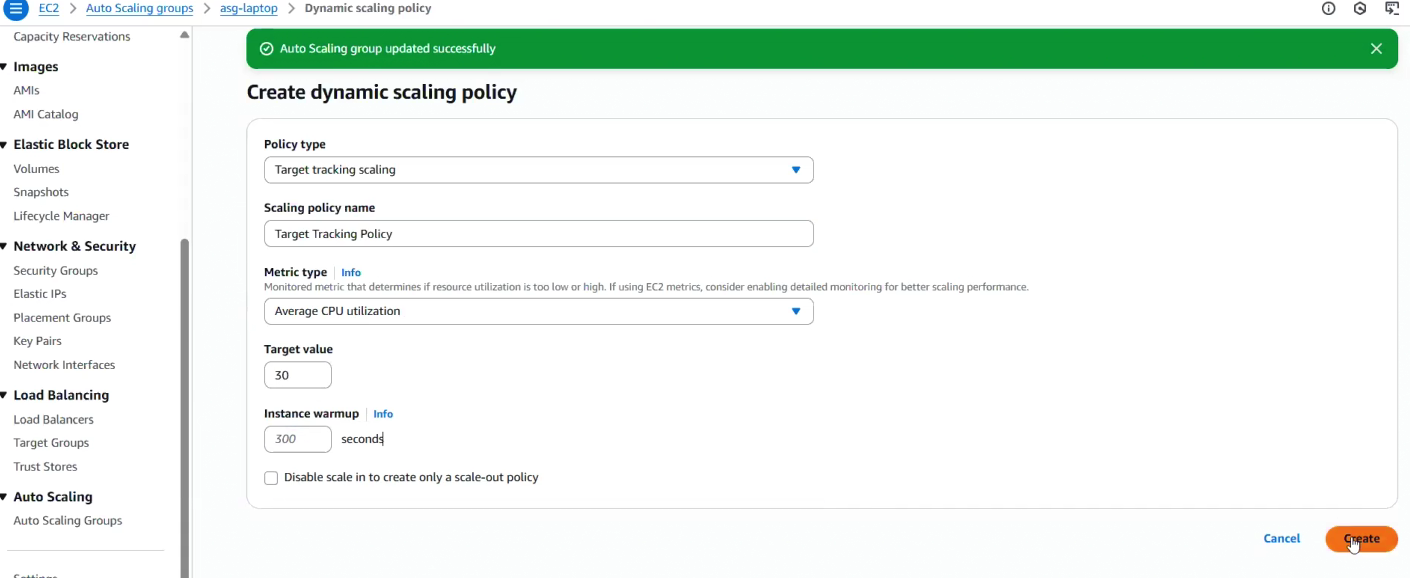 EC2 > Auto Scaling groups > asg-laptop > Dynamic scaling policy
Capacity Reservations
Images
AMIs
AMI Catalog
Elastic Block Store
Volumes
Snapshots
Lifecycle Manager
Network & Security
Security Groups
Elastic IPs
Placement Groups
Key Pairs
Network Interfaces
Load Balancing
Load Balancers
Target Groups
Trust Stores
Auto Scaling
Auto Scaling Groups
Settings
Auto Scaling group updated successfully
Create dynamic scaling policy
Policy type
Target tracking scaling
Scaling policy name
Target Tracking Policy
Metric type Info
Monitored metric that determines if resource utilization is too low or high. If using EC2 metrics, consider enabling detailed monitoring for better scaling performance.
Average CPU utilization
Target value
30
Instance warmup Info
300 seconds
Disable scale in to create only a scale-out policy
Cancel Create